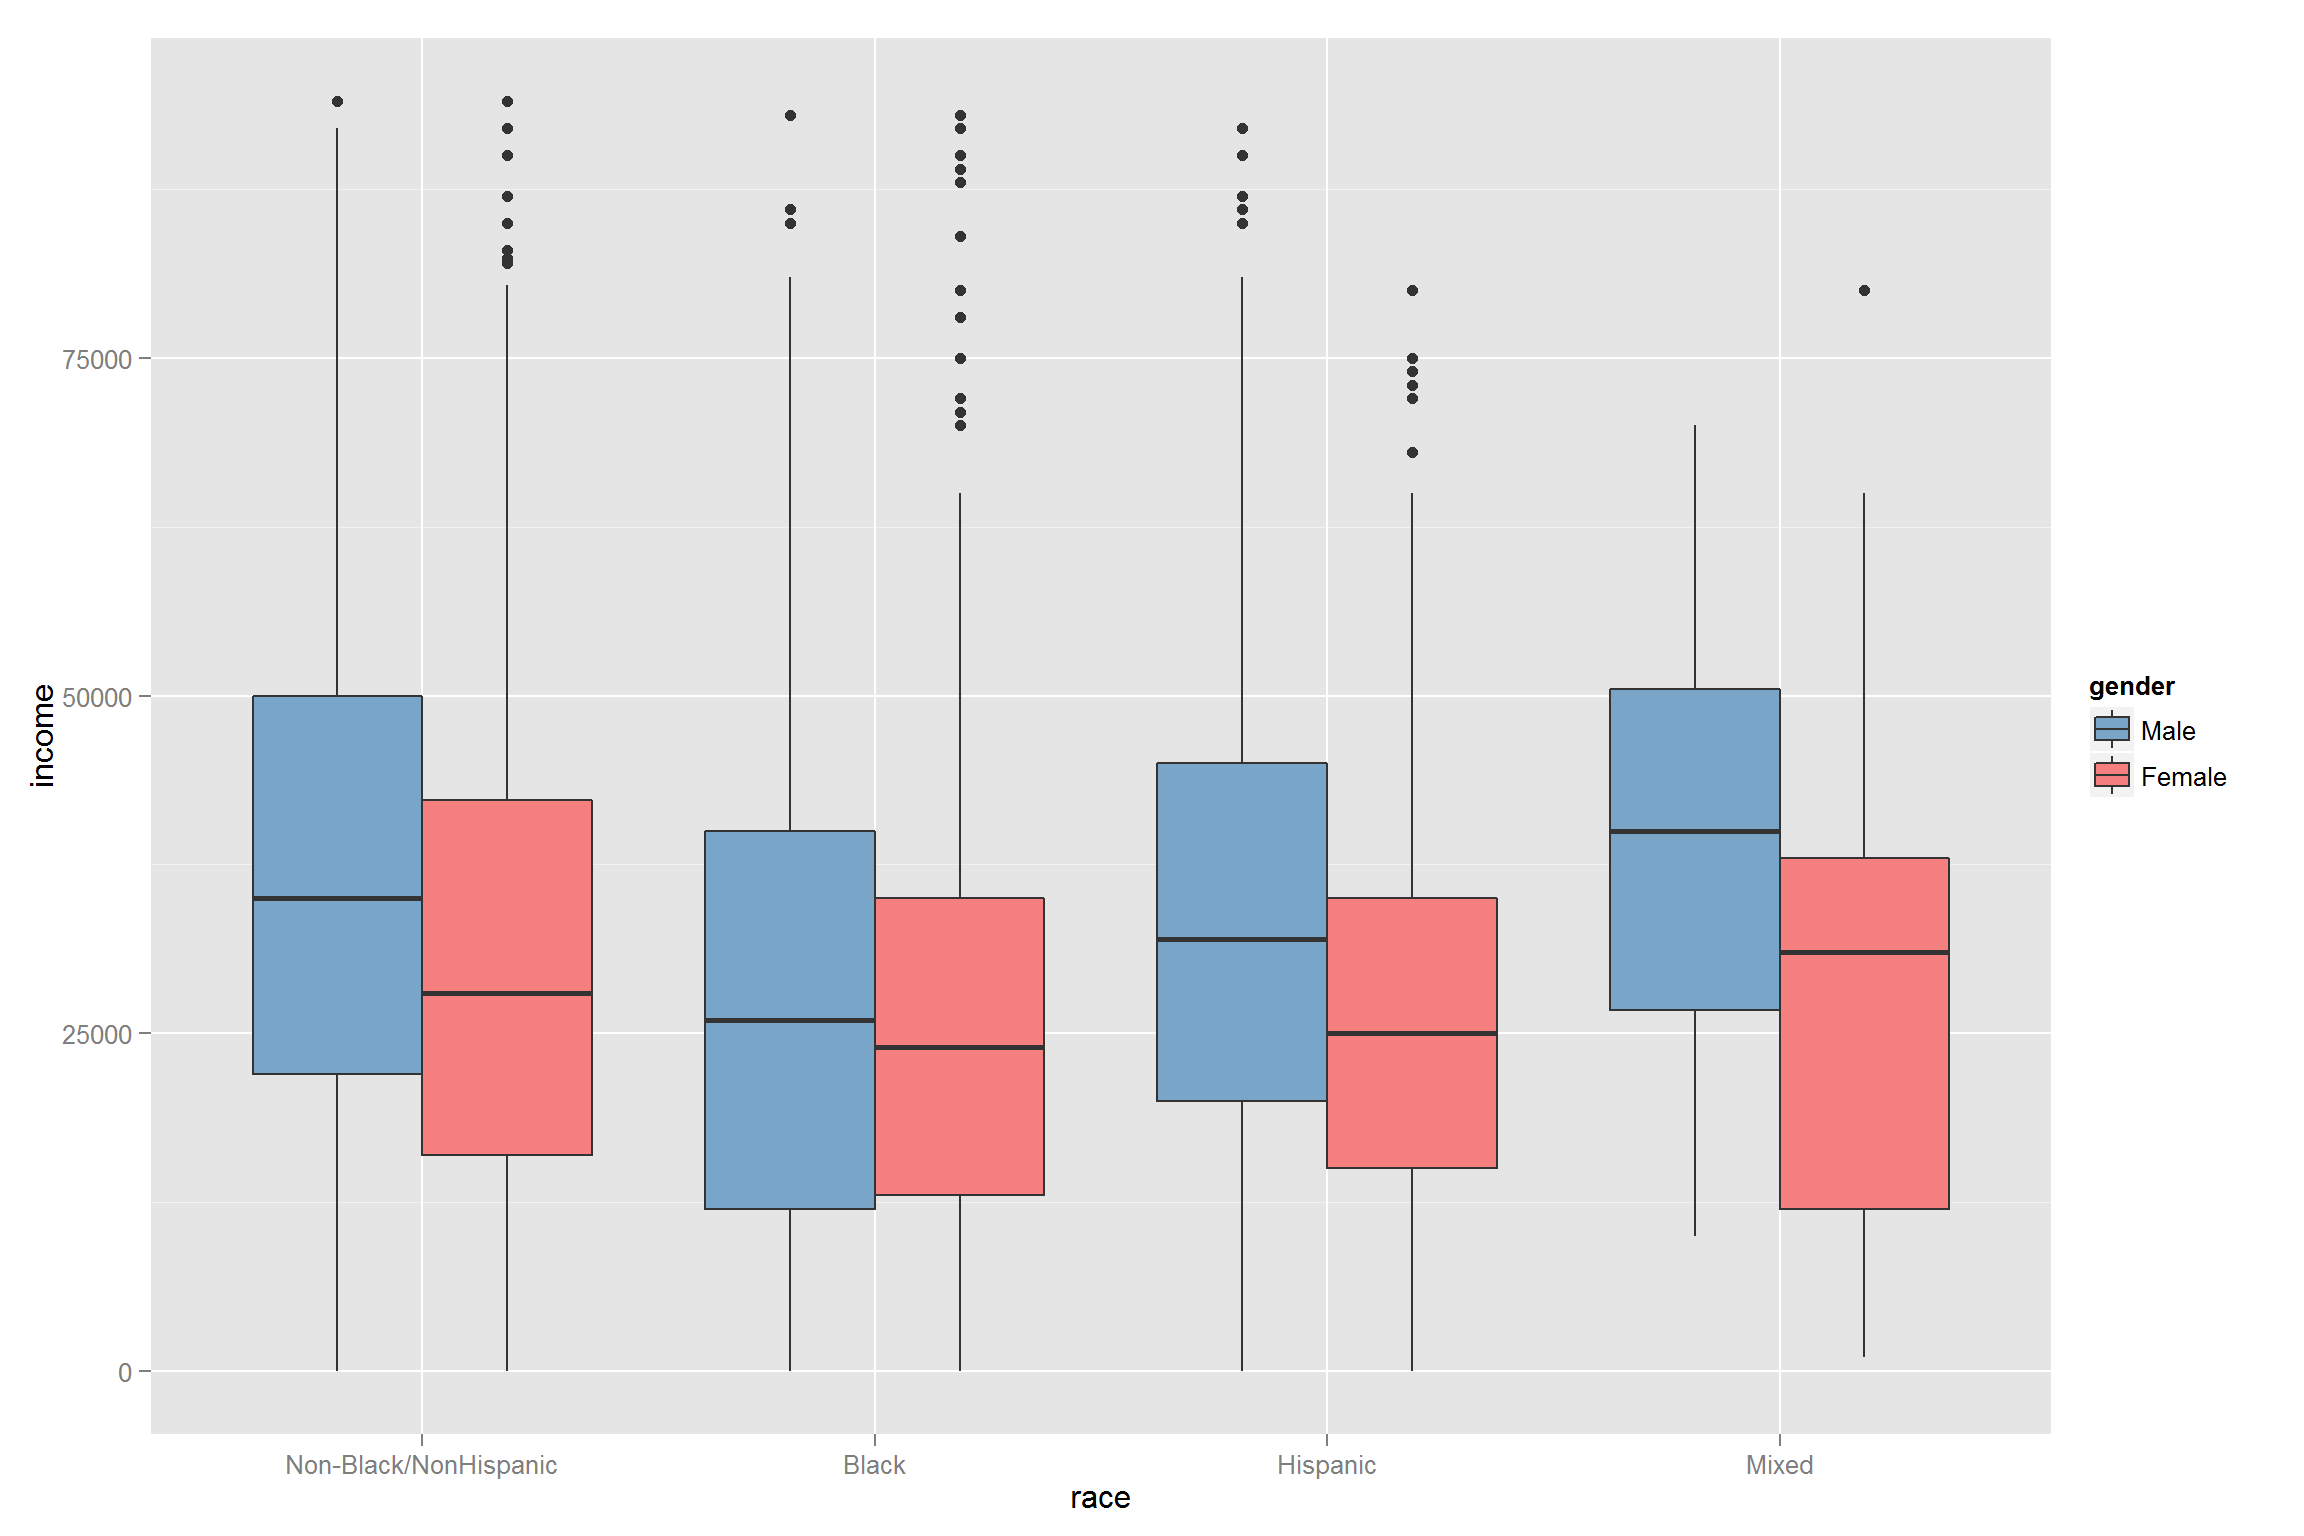 75000
50000
25000
0
income
Non-Black/NonHispanic
Black
Hispanic
Mixed
race
gender
Male
Female